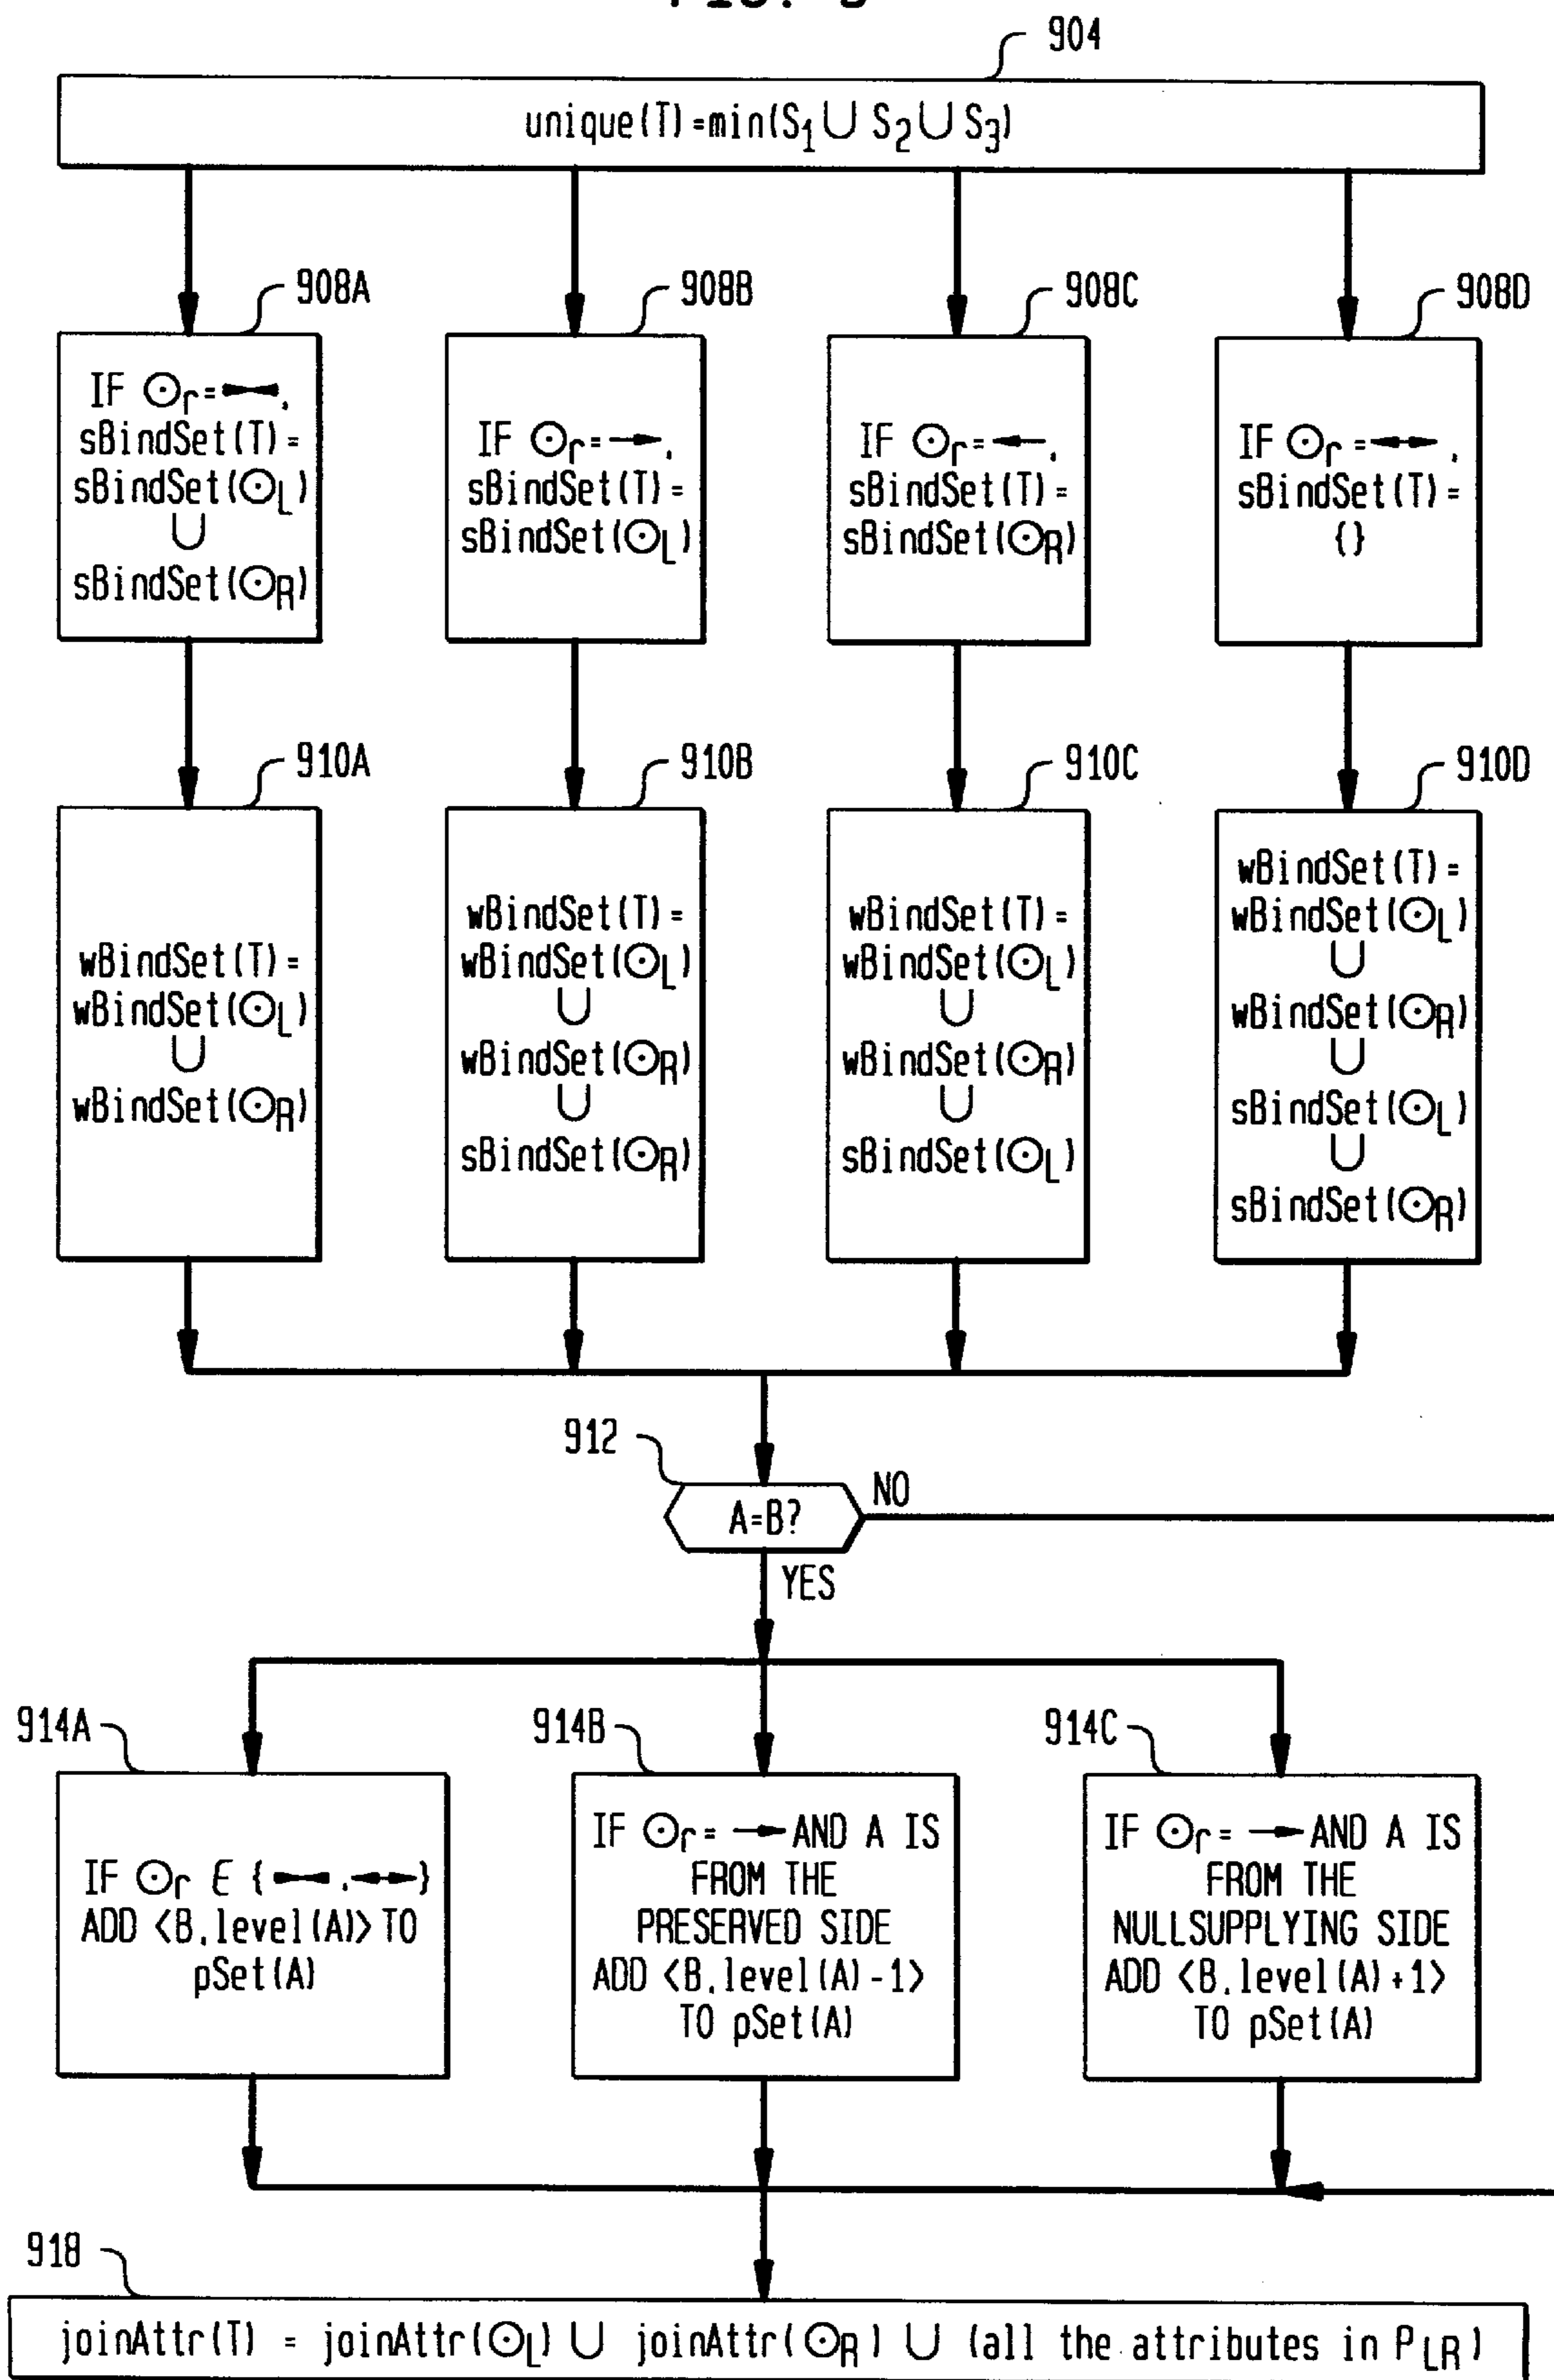 904
unique(T)=min(S₁∪ S₂∪ S₃)
908A
IF ⊙r=⋈,
sBindSet(T)=
sBindSet(⊙L)
∪
sBindSet(⊙R)
908B
IF ⊙r=→,
sBindSet(T)=
sBindSet(⊙L)
908C
IF ⊙r=←,
sBindSet(T)=
sBindSet(⊙R)
908D
IF ⊙r=↔,
sBindSet(T)=
{}
910A
wBindSet(T)=
wBindSet(⊙L)
∪
wBindSet(⊙R)
910B
wBindSet(T)=
wBindSet(⊙L)
∪
wBindSet(⊙R)
∪
sBindSet(⊙R)
910C
wBindSet(T)=
wBindSet(⊙L)
∪
wBindSet(⊙R)
∪
sBindSet(⊙L)
910D
wBindSet(T)=
wBindSet(⊙L)
∪
wBindSet(⊙R)
∪
sBindSet(⊙L)
∪
sBindSet(⊙R)
912
A=B?
NO
YES
914A
IF ⊙r ∈ {⋈,↔}
ADD <B,level(A)> TO
pSet(A)
914B
IF ⊙r= → AND A IS
FROM THE
PRESERVED SIDE
ADD <B,level(A)-1>
TO pSet(A)
914C
IF ⊙r= → AND A IS
FROM THE
NULLSUPPLYING SIDE
ADD <B,level(A)+1>
TO pSet(A)
918
joinAttr(T) = joinAttr(⊙L) ∪ joinAttr(⊙R) ∪ (all the attributes in PLR)